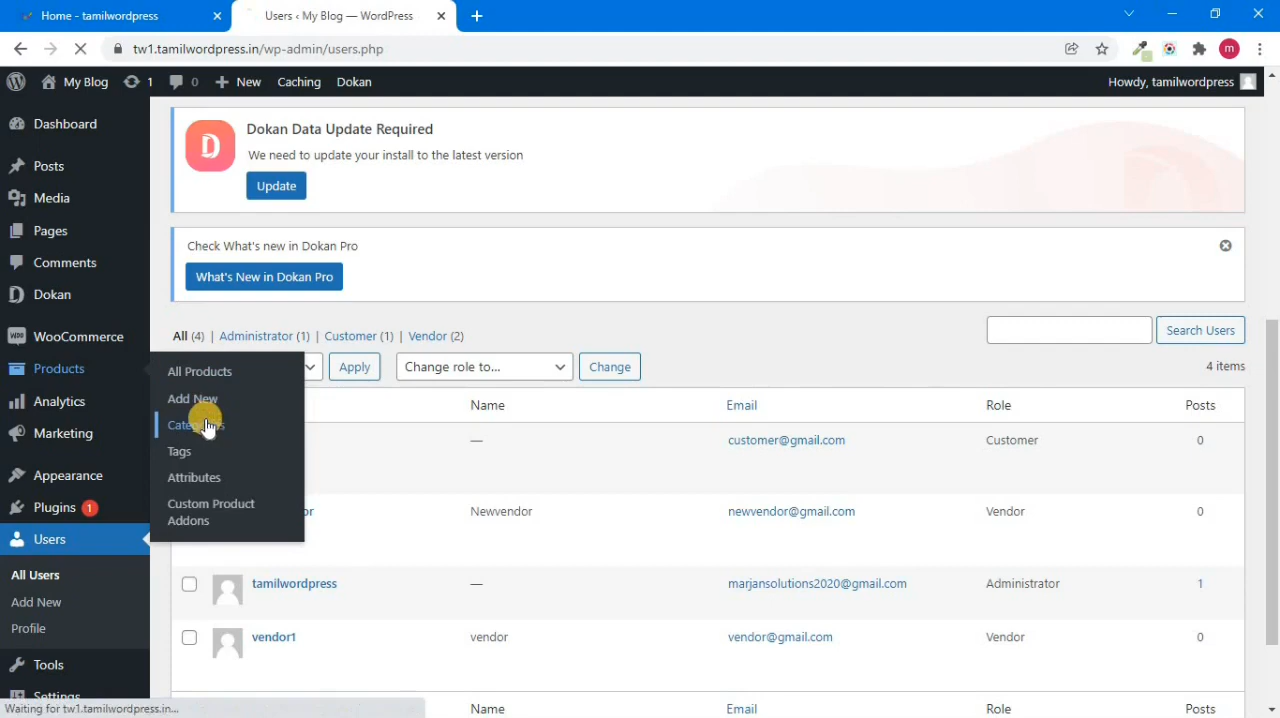 Home - tamilwordpress
Users ‹ My Blog — WordPress
tw1.tamilwordpress.in/wp-admin/users.php
m
My Blog
1
0
New
Caching
Dokan
Howdy, tamilwordpress
Dashboard
Posts
Media
Pages
Comments
Dokan
WooCommerce
Products
Analytics
Marketing
Appearance
Plugins 1
Users
All Users
Add New
Profile
Tools
Settings
All Products
Add New
Categories
Tags
Attributes
Custom Product
Addons
Dokan Data Update Required
We need to update your install to the latest version
Update
Check What's new in Dokan Pro
What's New in Dokan Pro
All (4) | Administrator (1) | Customer (1) | Vendor (2)
Search Users
Apply
Change role to...
Change
4 items
Name Email Role Posts
— customer@gmail.com Customer 0
Newvendor newvendor@gmail.com Vendor 0
tamilwordpress — marjansolutions2020@gmail.com Administrator 1
vendor1 vendor vendor@gmail.com Vendor 0
Name Email Role Posts
Waiting for tw1.tamilwordpress.in...